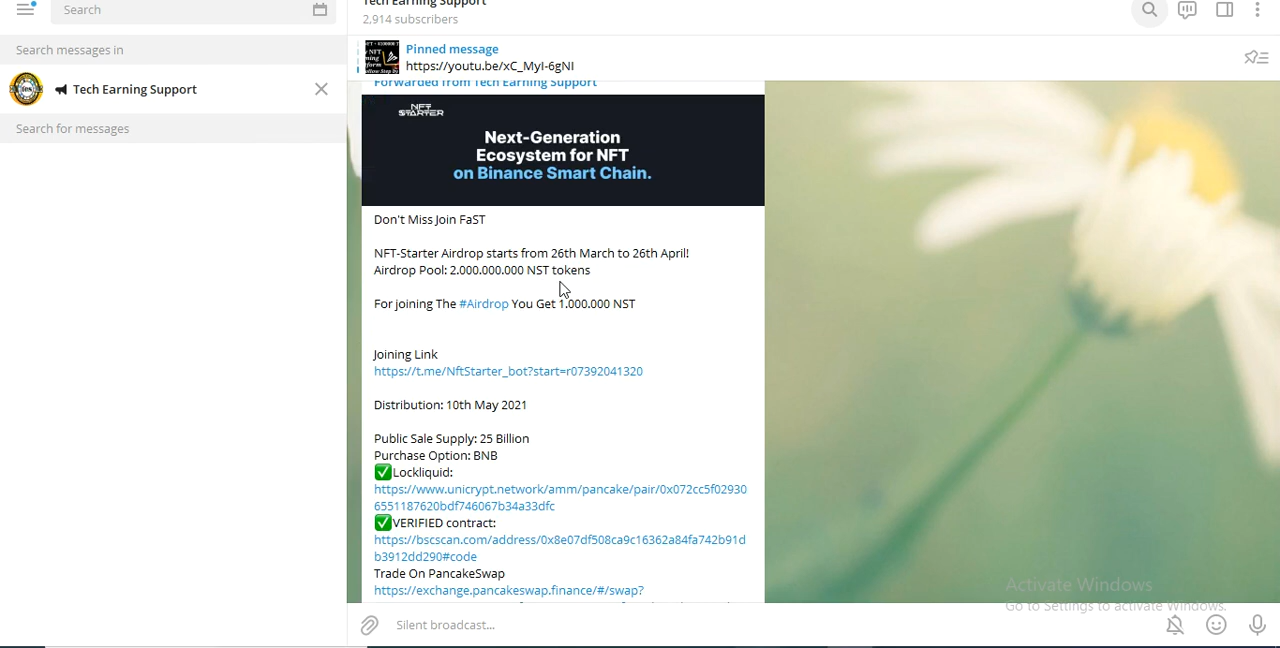 Search
Search messages in
Tech Earning Support
Search for messages
Tech Earning Support
2,914 subscribers
Pinned message
https://youtu.be/xC_MyI-6gNI
Forwarded from Tech Earning Support
NFT
STARTER
Next-Generation
Ecosystem for NFT
on Binance Smart Chain.
Don't Miss Join FaST
NFT-Starter Airdrop starts from 26th March to 26th April!
Airdrop Pool: 2.000.000.000 NST tokens
For joining The #Airdrop You Get 1.000.000 NST
Joining Link
https://t.me/NftStarter_bot?start=r07392041320
Distribution: 10th May 2021
Public Sale Supply: 25 Billion
Purchase Option: BNB
✅Lockliquid:
https://www.unicrypt.network/amm/pancake/pair/0x072cc5f02930
6551187620bdf746067b34a33dfc
✅VERIFIED contract:
https://bscscan.com/address/0x8e07df508ca9c16362a84fa742b91d
b3912dd290#code
Trade On PancakeSwap
https://exchange.pancakeswap.finance/#/swap?
Silent broadcast...
Activate Windows
Go to Settings to activate Windows.